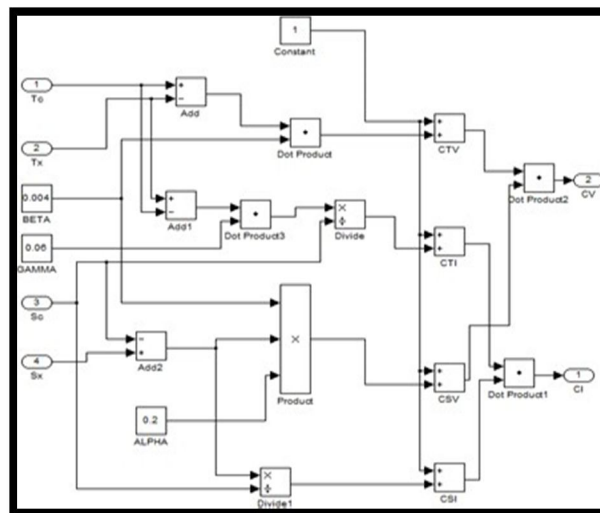 1
Constant
1
Tc
+
−
Add
2
Tx
Dot Product
+
+
CTV
2
CV
Dot Product2
0.004
BETA
+
−
Add1
Dot Product3
×
÷
Divide
0.06
GAMMA
+
+
CTI
3
Sc
−
+
Add2
4
Sx
×
Product
+
+
CSV
Dot Product1
1
CI
0.2
ALPHA
×
÷
Divide1
+
+
CSI